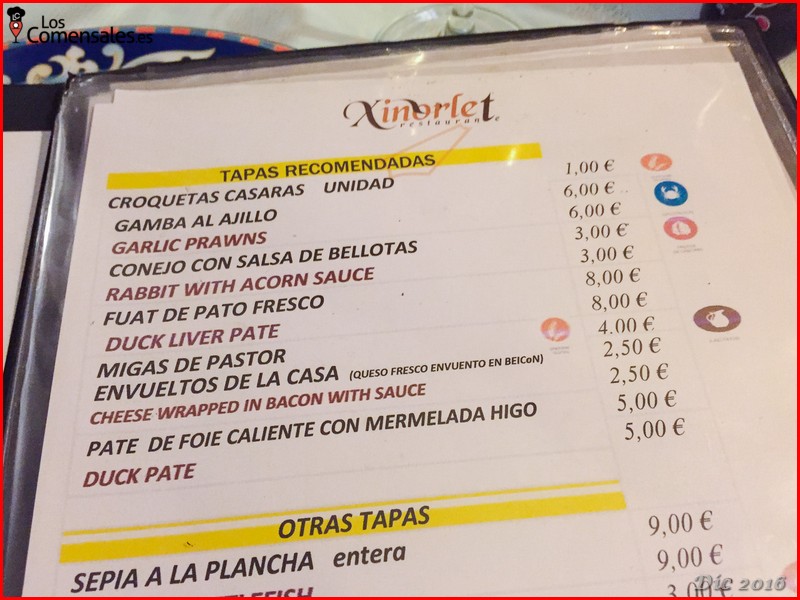 Los
Comensales.es
Xinorlet
restaurante
TAPAS RECOMENDADAS
CROQUETAS CASARAS UNIDAD 1,00 €
GAMBA AL AJILLO 6,00 €
GARLIC PRAWNS 6,00 €
CONEJO CON SALSA DE BELLOTAS 3,00 €
RABBIT WITH ACORN SAUCE 3,00 €
FUAT DE PATO FRESCO 8,00 €
DUCK LIVER PATE 8,00 €
MIGAS DE PASTOR 4.00 €
ENVUELTOS DE LA CASA (QUESO FRESCO ENVUENTO EN BEICoN) 2,50 €
CHEESE WRAPPED IN BACON WITH SAUCE 2,50 €
PATE DE FOIE CALIENTE CON MERMELADA HIGO 5,00 €
DUCK PATE 5,00 €
OTRAS TAPAS
SEPIA A LA PLANCHA entera 9,00 €
9,00 €
3,00 €
Dic 2016